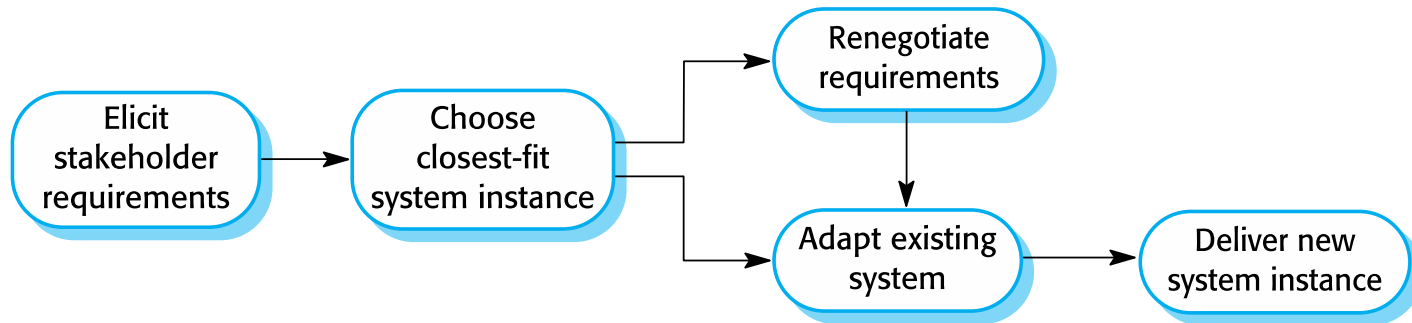 Elicit
stakeholder
requirements
Choose
closest-fit
system instance
Renegotiate
requirements
Adapt existing
system
Deliver new
system instance